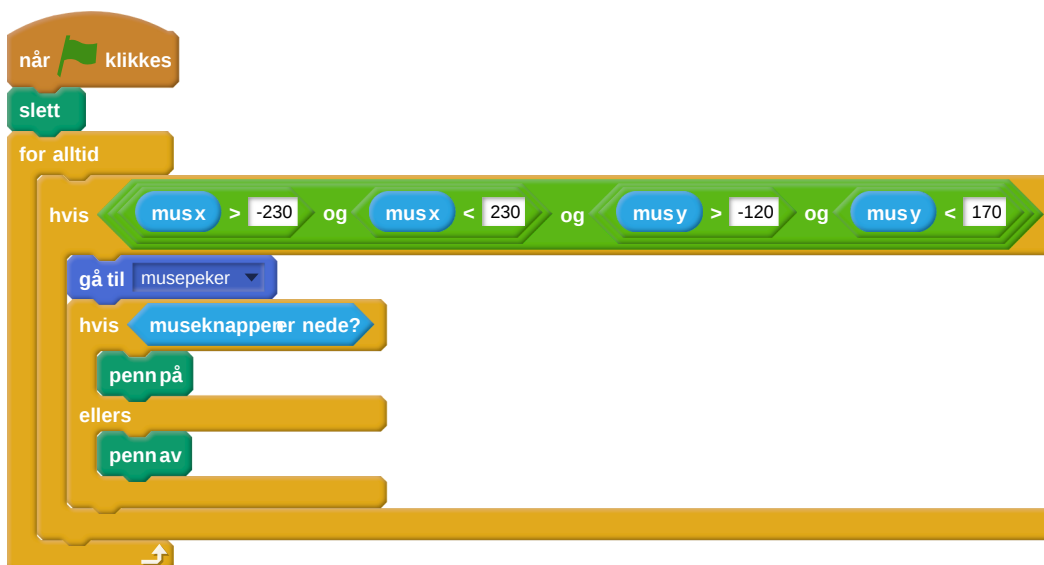 når klikkes
slett
for alltid
hvis mus x > -230 og mus x < 230 og mus y > -120 og mus y < 170
gå til musepeker
hvis museknappen er nede?
penn på
ellers
penn av